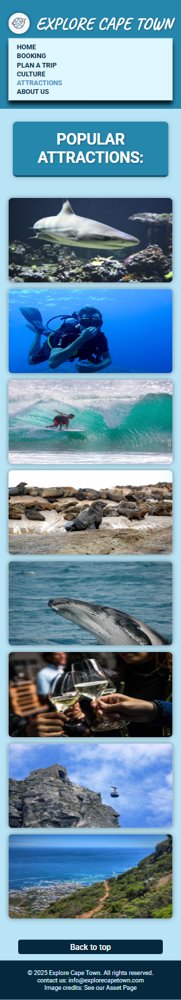 EXPLORE CAPE TOWN
HOME
BOOKING
PLAN A TRIP
CULTURE
ATTRACTIONS
ABOUT US
POPULAR
ATTRACTIONS:
Back to top
© 2025 Explore Cape Town. All rights reserved.
contact us: info@explorecapetown.com
Image credits: See our Asset Page